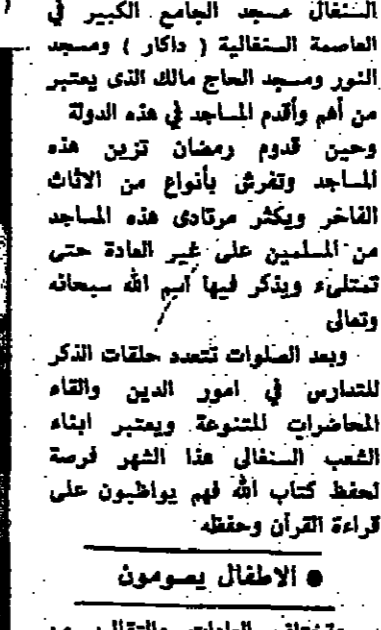 السنغال مسجد الجامع الكبير في
العاصمة السنغالية ( داكار ) ومسجد
النور ومسجد الحاج مالك الذى يعتبر
من أهم وأقدم المساجد في هذه الدولة
وحين قدوم رمضان تزين هذه
المساجد وتفرش بأنواع من الاثاث
الفاخر ويكثر مرتادى هذه المساجد
من المسلمين على غير العادة حتى
تمتلىء ويذكر فيها اسم الله سبحانه
وتعالى
وبعد الصلوات تتعدد حلقات الذكر
للتدارس في امور الدين والقاء
المحاضرات المتنوعة ويعتبر ابناء
الشعب السنغالى هذا الشهر فرصة
لحفظ كتاب الله فهم يواظبون على
قراءة القرآن وحفظه
● الاطفال يصومون